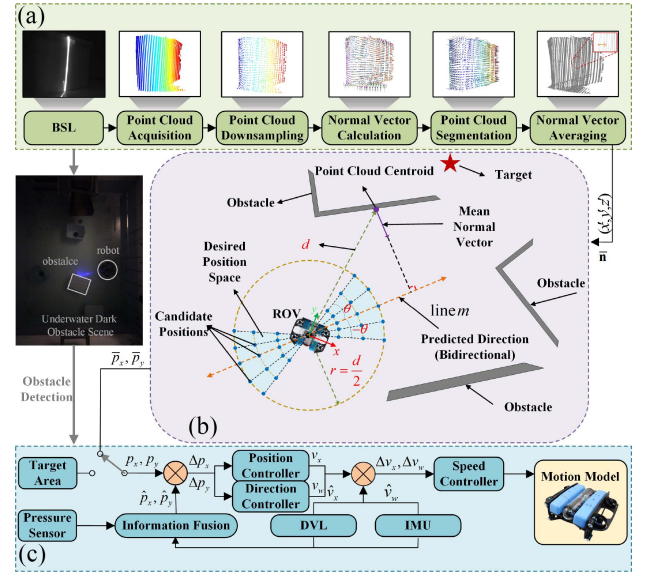 (a)
BSL
Point Cloud
Acquisition
Point Cloud
Downsampling
Normal Vector
Calculation
Point Cloud
Segmentation
Normal Vector
Averaging
obstalce
robot
Underwater Dark
Obstacle Scene
Obstacle
Detection
Point Cloud Centroid
Target
Obstacle
Mean
Normal
Vector
d
Desired
Position
Space
Candidate
Positions
ROV
y
x
θ
-θ
r = d/2
line m
Predicted Direction
(Bidirectional)
Obstacle
Obstacle
(b)
n̄ (x',y',z')
p̄x, p̄y
Target
Area
px, py
Δpx
Δpy
Position
Controller
Direction
Controller
vx
vw
v̂x
v̂w
Δvx, Δvw
Speed
Controller
Motion Model
p̂x, p̂y
Pressure
Sensor
Information Fusion
DVL
IMU
(c)